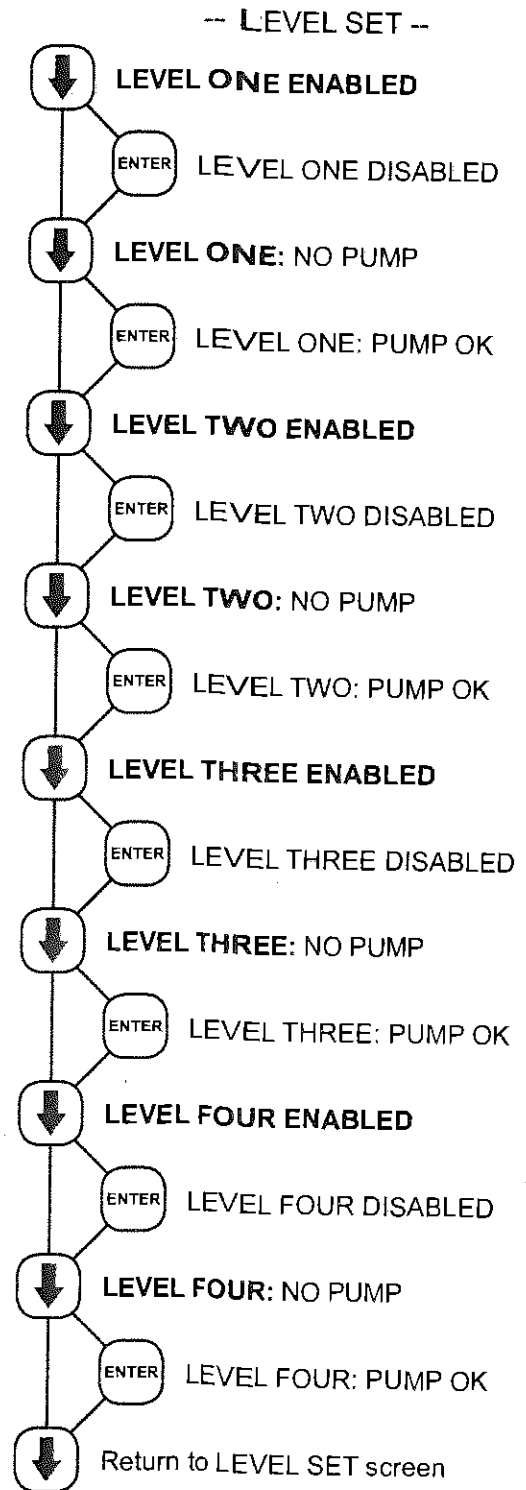 -- LEVEL SET --
LEVEL ONE ENABLED
ENTER LEVEL ONE DISABLED
LEVEL ONE: NO PUMP
ENTER LEVEL ONE: PUMP OK
LEVEL TWO ENABLED
ENTER LEVEL TWO DISABLED
LEVEL TWO: NO PUMP
ENTER LEVEL TWO: PUMP OK
LEVEL THREE ENABLED
ENTER LEVEL THREE DISABLED
LEVEL THREE: NO PUMP
ENTER LEVEL THREE: PUMP OK
LEVEL FOUR ENABLED
ENTER LEVEL FOUR DISABLED
LEVEL FOUR: NO PUMP
ENTER LEVEL FOUR: PUMP OK
Return to LEVEL SET screen